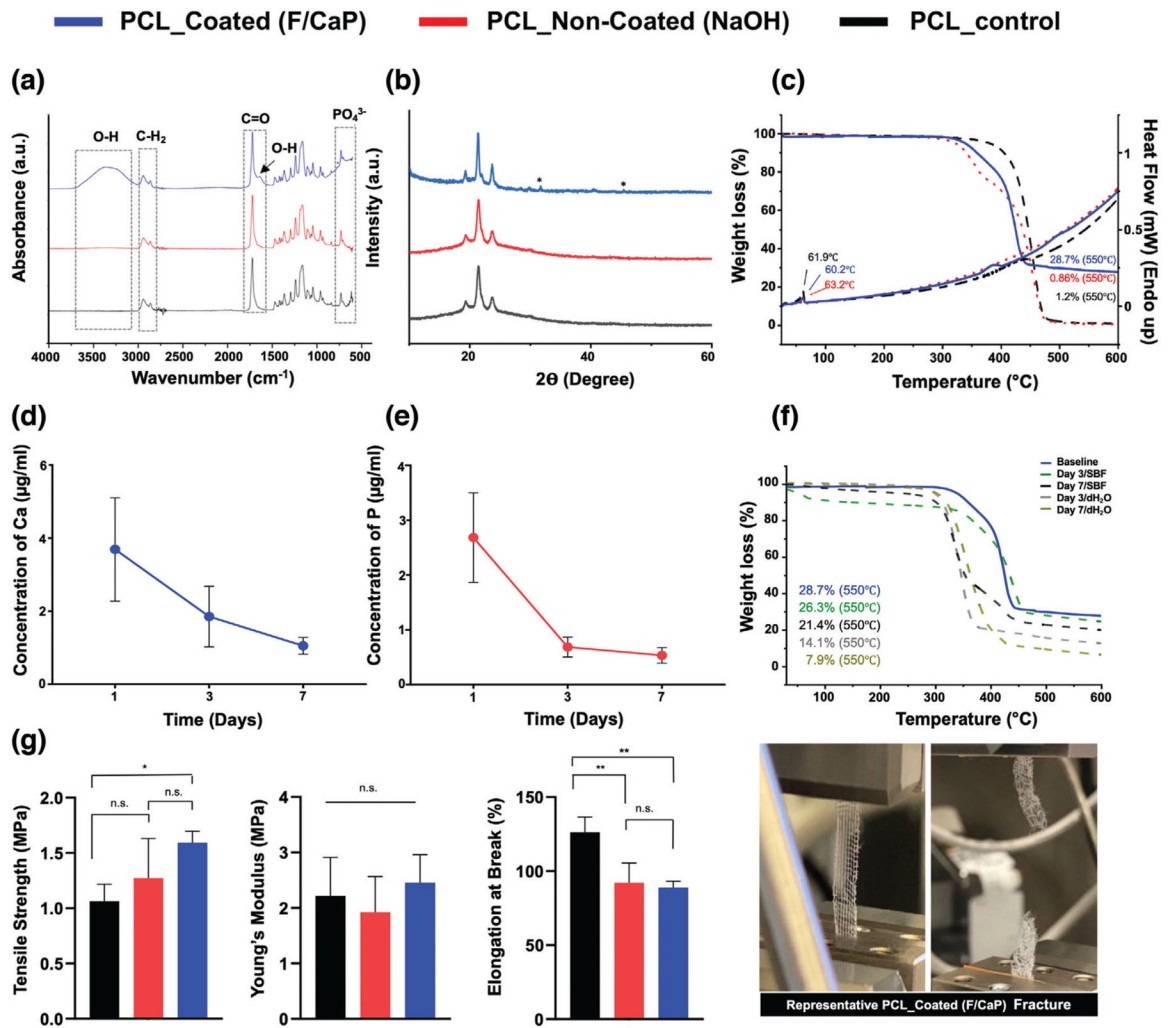 PCL_Coated (F/CaP) PCL_Non-Coated (NaOH) PCL_control
(a)
O-H
C-H₂
C=O
O-H
PO₄³⁻
Absorbance (a.u.)
4000 3500 3000 2500 2000 1500 1000 500
Wavenumber (cm⁻¹)
(b)
* *
Intensity (a.u.)
20 40 60
2Θ (Degree)
(c)
Weight loss (%)
100
80
60
40
20
0
61.9℃
60.2℃
63.2℃
28.7% (550℃)
0.86% (550℃)
1.2% (550℃)
1
0.5
0
Heat Flow (mW) (Endo up)
100 200 300 400 500 600
Temperature (°C)
(d)
Concentration of Ca (µg/ml)
6
4
2
0
1 3 7
Time (Days)
(e)
Concentration of P (µg/ml)
4
3
2
1
0
1 3 7
Time (Days)
(f)
Weight loss (%)
100
80
60
40
20
0
Baseline
Day 3/SBF
Day 7/SBF
Day 3/dH₂O
Day 7/dH₂O
28.7% (550℃)
26.3% (550℃)
21.4% (550℃)
14.1% (550℃)
7.9% (550℃)
100 200 300 400 500 600
Temperature (°C)
(g)
Tensile Strength (MPa)
2.0
1.5
1.0
0.5
0.0
*
n.s. n.s.
Young's Modulus (MPa)
4
3
2
1
0
n.s.
Elongation at Break (%)
150
100
50
0
**
**
n.s.
Representative PCL_Coated (F/CaP) Fracture